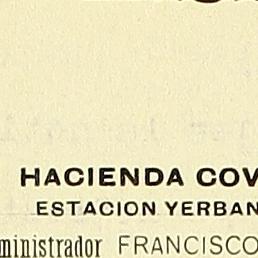 HACIENDA COV
ESTACION YERBAN
ministrador FRANCISCO